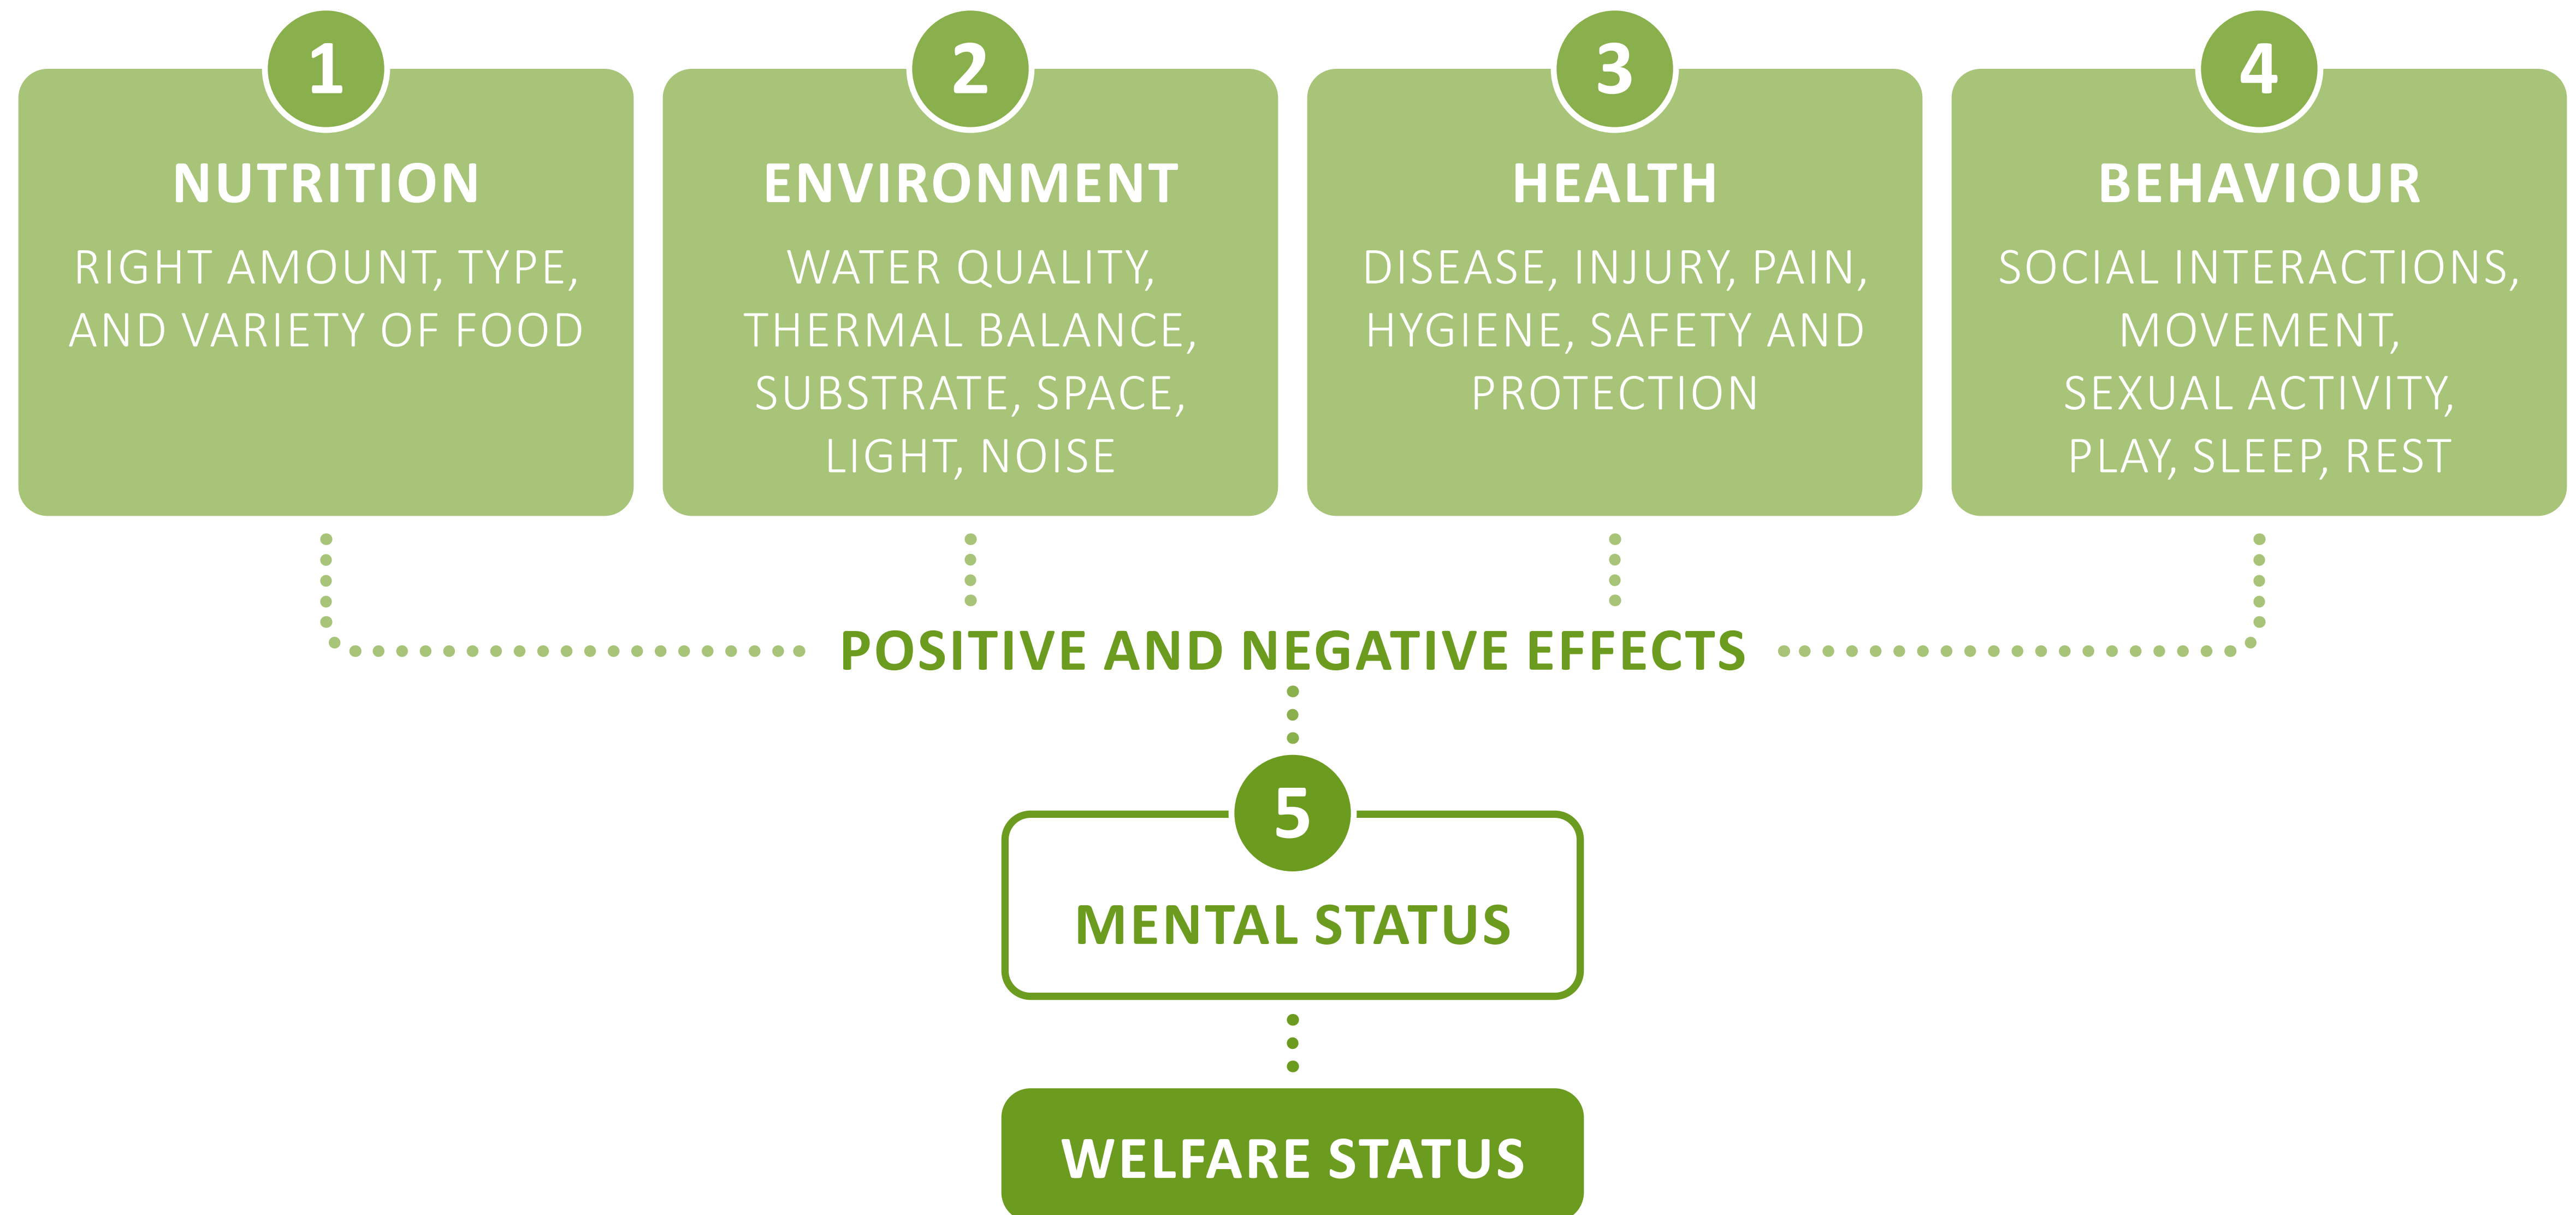 1
NUTRITION
RIGHT AMOUNT, TYPE,
AND VARIETY OF FOOD
2
ENVIRONMENT
WATER QUALITY,
THERMAL BALANCE,
SUBSTRATE, SPACE,
LIGHT, NOISE
3
HEALTH
DISEASE, INJURY, PAIN,
HYGIENE, SAFETY AND
PROTECTION
4
BEHAVIOUR
SOCIAL INTERACTIONS,
MOVEMENT,
SEXUAL ACTIVITY,
PLAY, SLEEP, REST
POSITIVE AND NEGATIVE EFFECTS
5
MENTAL STATUS
WELFARE STATUS